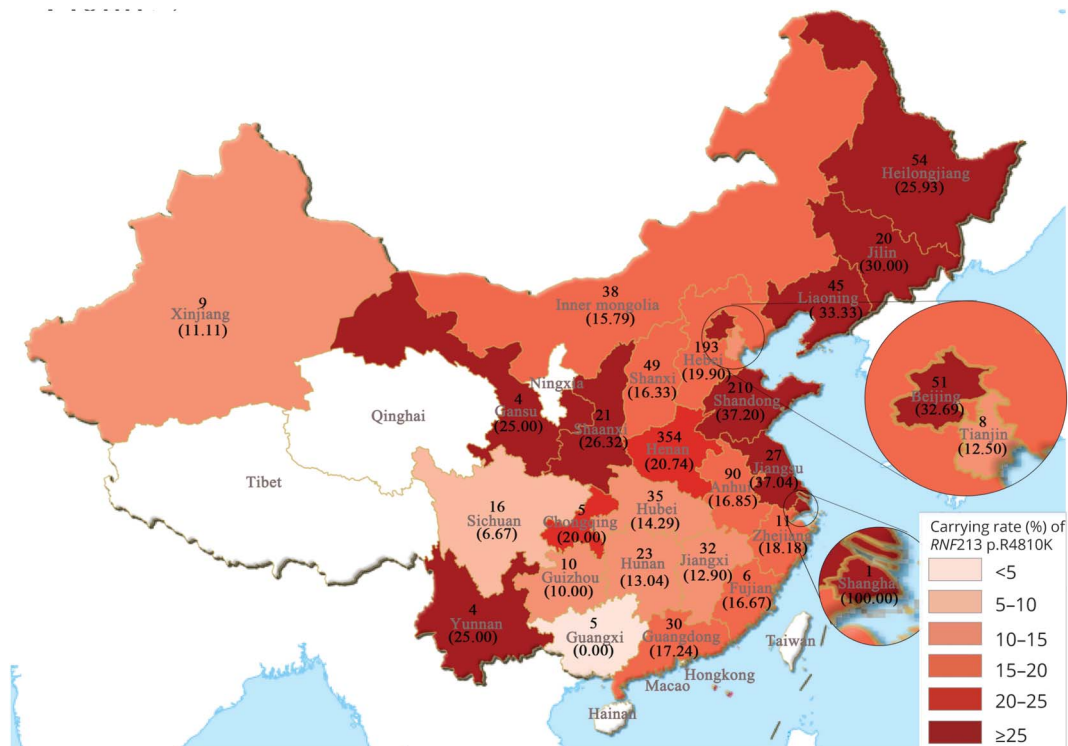 54
Heilongjiang
(25.93)
20
Jilin
(30.00)
45
Liaoning
(33.33)
38
Inner mongolia
(15.79)
9
Xinjiang
(11.11)
193
Hebei
(19.90)
49
Shanxi
(16.33)
210
Shandong
(37.20)
51
Beijing
(32.69)
8
Tianjin
(12.50)
Ningxia
4
Gansu
(25.00)
21
Shaanxi
(26.32)
Qinghai
354
Henan
(20.74)
27
Jiangsu
(37.04)
90
Anhui
(16.85)
Tibet
16
Sichuan
(6.67)
5
Chongqing
(20.00)
35
Hubei
(14.29)
11
Zhejiang
(18.18)
10
Guizhou
(10.00)
23
Hunan
(13.04)
32
Jiangxi
(12.90)
6
Fujian
(16.67)
1
Shangha
(100.00)
4
Yunnan
(25.00)
5
Guangxi
(0.00)
30
Guangdong
(17.24)
Taiwan
Hongkong
Macao
Hainan
Carrying rate (%) of
RNF213 p.R4810K
<5
5–10
10–15
15–20
20–25
≥25